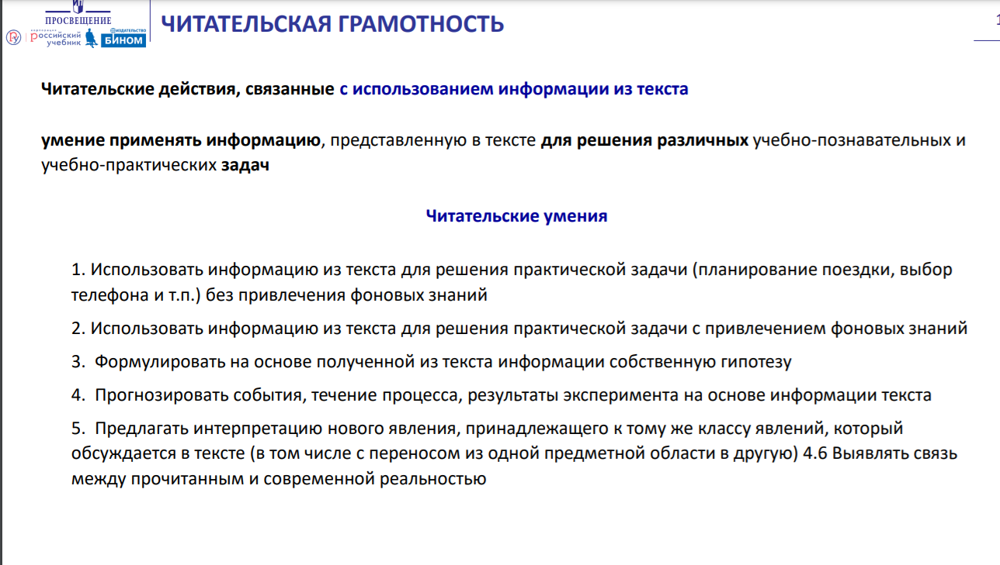 ПРОСВЕЩЕНИЕ
российский
учебник
ИЗДАТЕЛЬСТВО
БИНОМ
ЧИТАТЕЛЬСКАЯ ГРАМОТНОСТЬ
Читательские действия, связанные с использованием информации из текста
умение применять информацию, представленную в тексте для решения различных учебно-познавательных и
учебно-практических задач
Читательские умения
1. Использовать информацию из текста для решения практической задачи (планирование поездки, выбор
телефона и т.п.) без привлечения фоновых знаний
2. Использовать информацию из текста для решения практической задачи с привлечением фоновых знаний
3. Формулировать на основе полученной из текста информации собственную гипотезу
4. Прогнозировать события, течение процесса, результаты эксперимента на основе информации текста
5. Предлагать интерпретацию нового явления, принадлежащего к тому же классу явлений, который
обсуждается в тексте (в том числе с переносом из одной предметной области в другую) 4.6 Выявлять связь
между прочитанным и современной реальностью